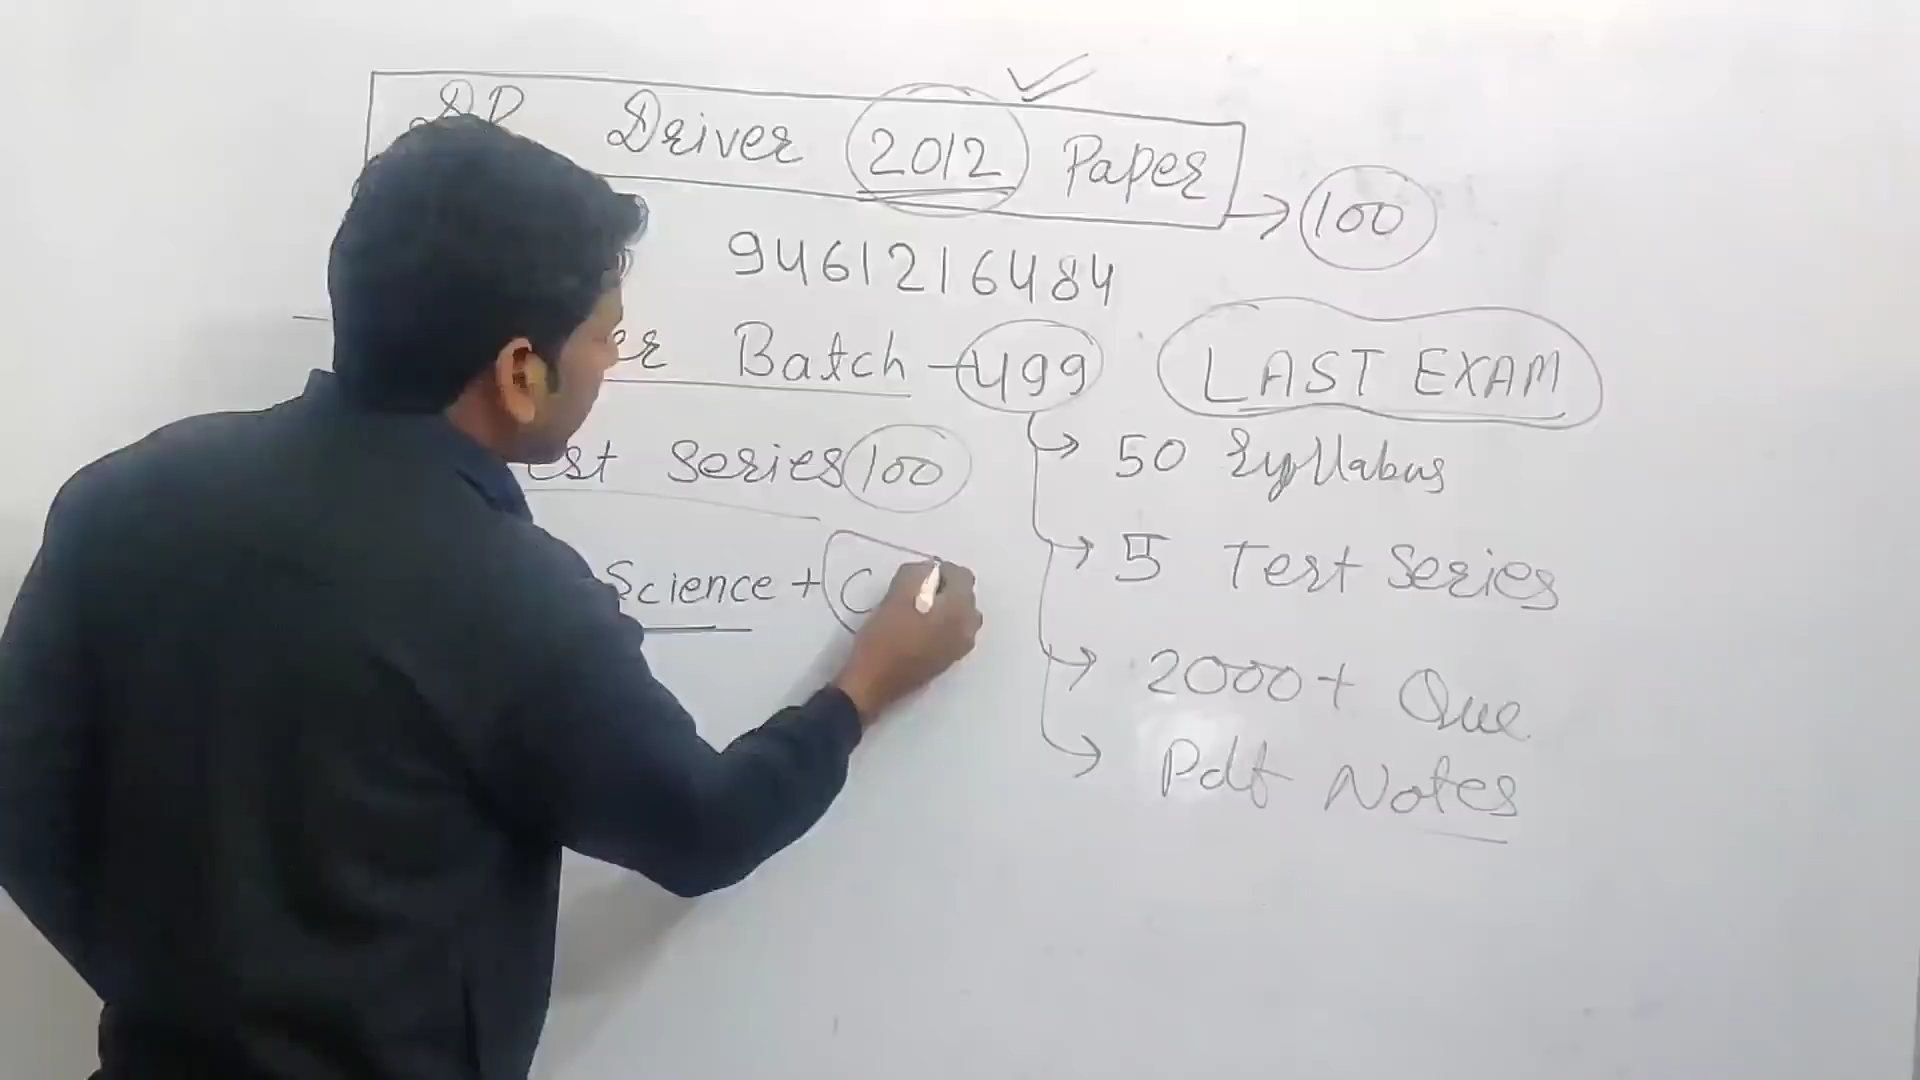 Driver 2012 Paper
100
9461216484
Batch - 499
LAST EXAM
50 Syllabus
Series 100
5 Test Series
Science +
2000+ Que
Pdf Notes